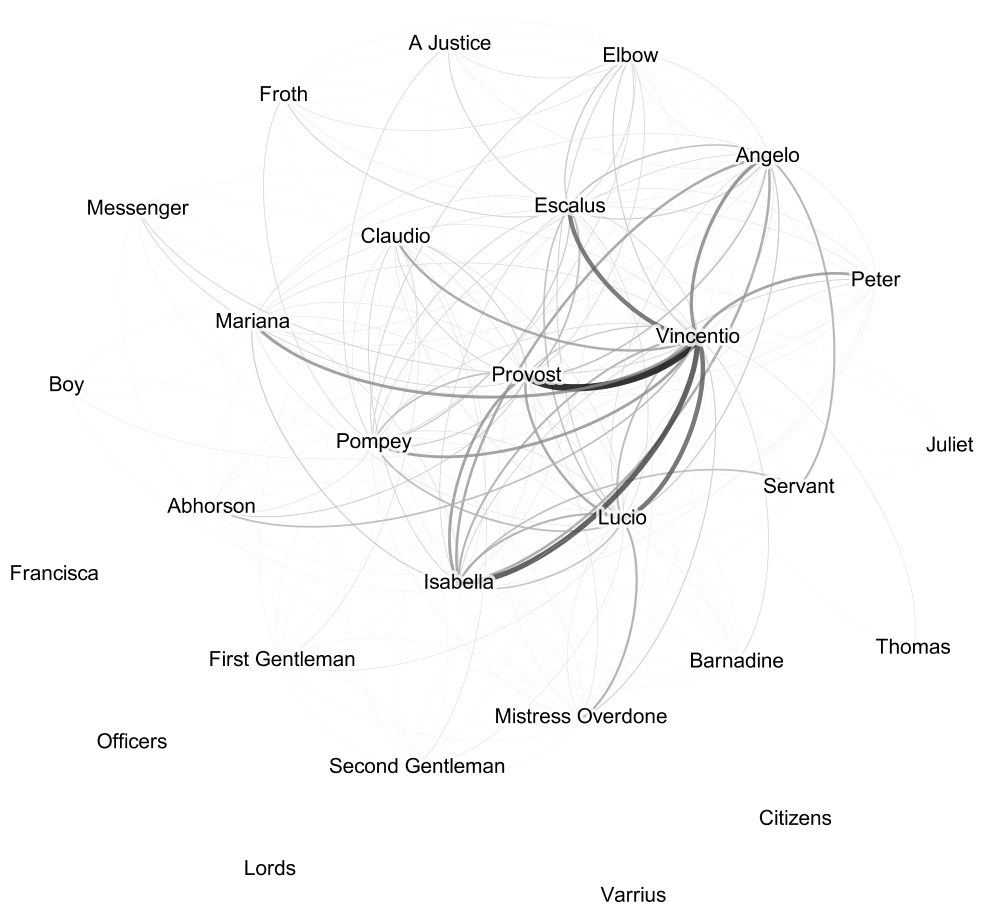 A Justice
Elbow
Froth
Angelo
Escalus
Messenger
Claudio
Peter
Mariana
Vincentio
Provost
Boy
Pompey
Juliet
Servant
Abhorson
Lucio
Francisca
Isabella
Thomas
First Gentleman
Barnadine
Mistress Overdone
Officers
Second Gentleman
Citizens
Lords
Varrius